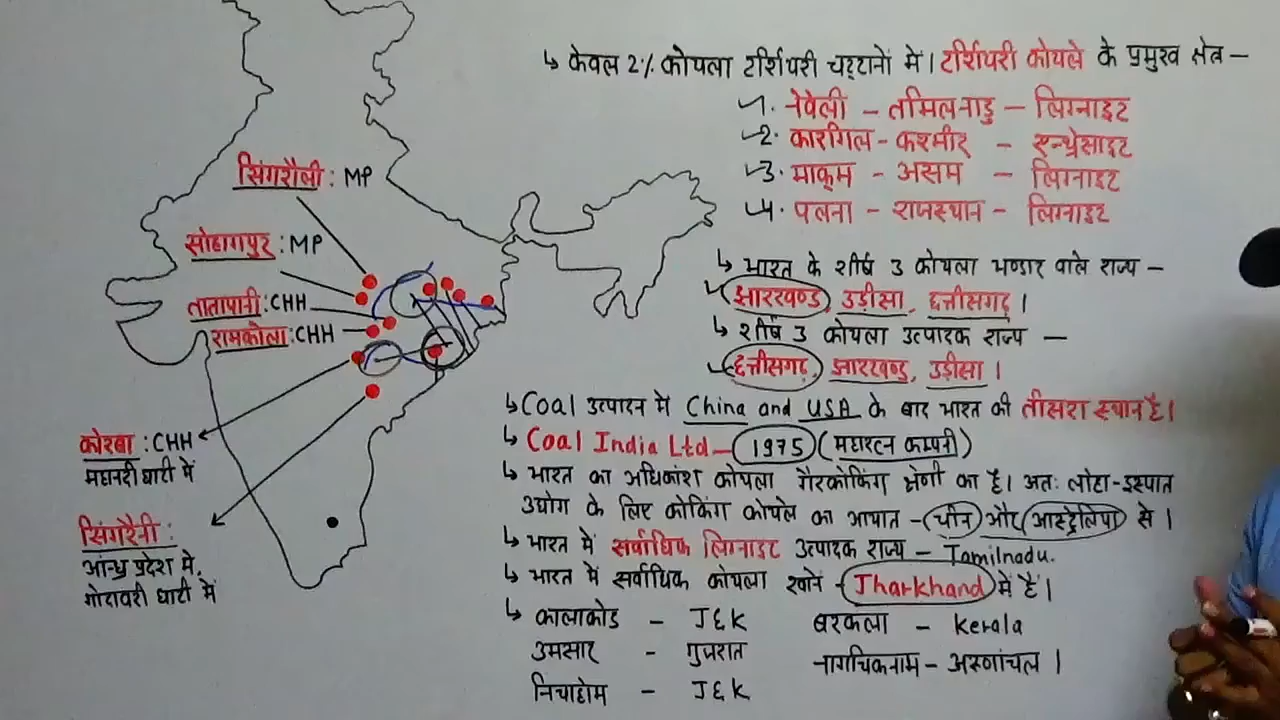 ↳ केवल 2% कोयला टर्शियरी चट्टानों में। टर्शियरी कोयले के प्रमुख क्षेत्र –
1. नेवेली – तमिलनाडु – लिग्नाइट
2. कारगिल – कश्मीर – एन्थ्रेसाइट
3. माकूम – असम – लिग्नाइट
4. पलना – राजस्थान – लिग्नाइट
↳ भारत के शीर्ष 3 कोयला भण्डार वाले राज्य –
झारखण्ड, उड़ीसा, छत्तीसगढ़।
↳ शीर्ष 3 कोयला उत्पादक राज्य –
छत्तीसगढ़, झारखण्ड, उड़ीसा।
↳ Coal उत्पादन में China and USA के बाद भारत का तीसरा स्थान है।
↳ Coal India Ltd – 1975 (महारत्न कम्पनी)
↳ भारत का अधिकांश कोयला गैरकोकिंग श्रेणी का है। अतः लोहा-इस्पात
उद्योग के लिए कोकिंग कोयले का आयात – चीन और आस्ट्रेलिया से।
↳ भारत में सर्वाधिक लिग्नाइट उत्पादक राज्य – Tamilnadu.
↳ भारत में सर्वाधिक कोयला खाने – Jharkhand में हैं।
↳ कालाकोड – J&K
उमसार – गुजरात
निचाहोम – J&K
बरकला – Kerala
नागचिकनाम – अरुणांचल।
सिंगरौली : MP
सोहागपुर : MP
तातापानी : CHH
रामकोला : CHH
कोरबा : CHH
महानदी घाटी में
सिंगरैनी :
आंन्ध्र प्रदेश में,
गोदावरी घाटी में